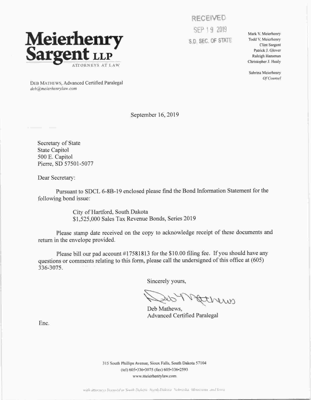 RECEIVED
SEP 19 2019
S.D. SEC. OF STATE
Meierhenry
Sargent LLP
ATTORNEYS AT LAW
Mark V. Meierhenry
Todd V. Meierhenry
Clint Sargent
Patrick J. Glover
Raleigh Hansman
Christopher J. Healy
Sabrina Meierhenry
Of Counsel
DEB MATHEWS, Advanced Certified Paralegal
deb@meierhenrylaw.com
September 16, 2019
Secretary of State
State Capitol
500 E. Capitol
Pierre, SD 57501-5077
Dear Secretary:
Pursuant to SDCL 6-8B-19 enclosed please find the Bond Information Statement for the
following bond issue:
City of Hartford, South Dakota
$1,525,000 Sales Tax Revenue Bonds, Series 2019
Please stamp date received on the copy to acknowledge receipt of these documents and
return in the envelope provided.
Please bill our pad account #17581813 for the $10.00 filing fee. If you should have any
questions or comments relating to this form, please call the undersigned of this office at (605)
336-3075.
Sincerely yours,
Deb Mathews
Deb Mathews,
Advanced Certified Paralegal
Enc.
315 South Phillips Avenue, Sioux Falls, South Dakota 57104
(tel) 605-336-3075 (fax) 605-336-2593
www.meierhenrylaw.com